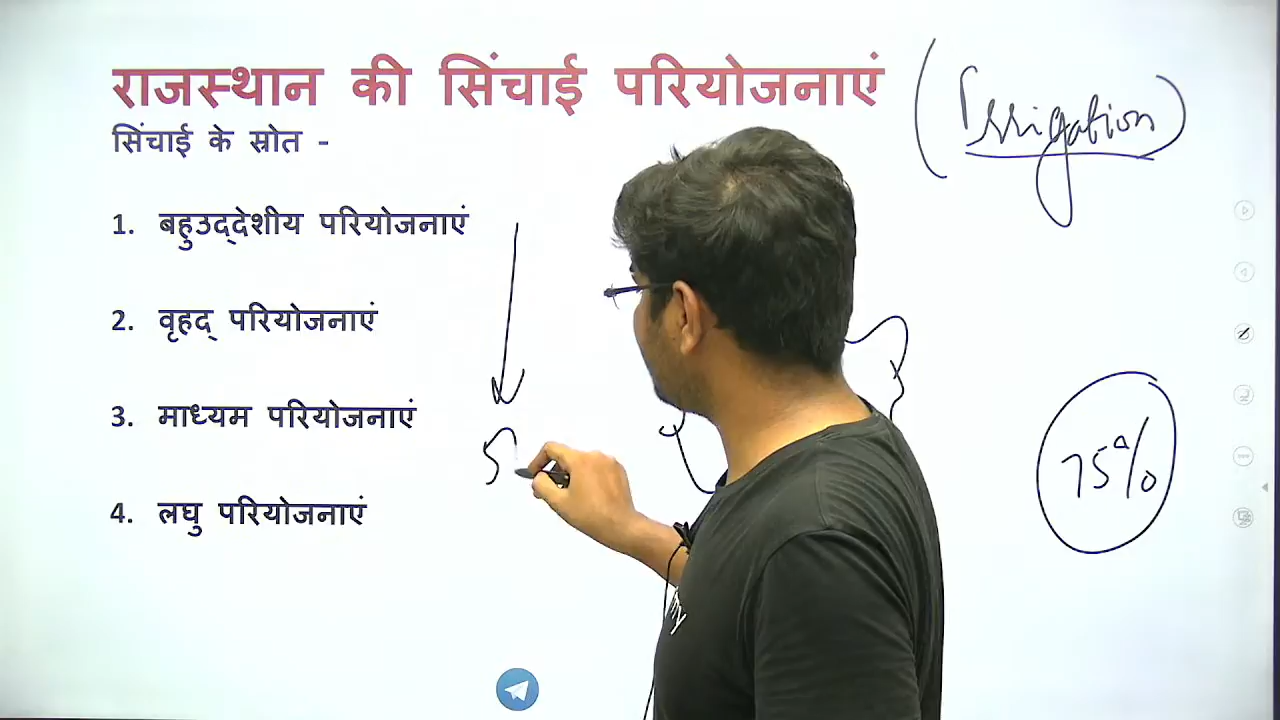 राजस्थान की सिंचाई परियोजनाएं (Irrigation)
सिंचाई के स्रोत -
1. बहुउद्देशीय परियोजनाएं
2. वृहद् परियोजनाएं
3. माध्यम परियोजनाएं
75%
4. लघु परियोजनाएं